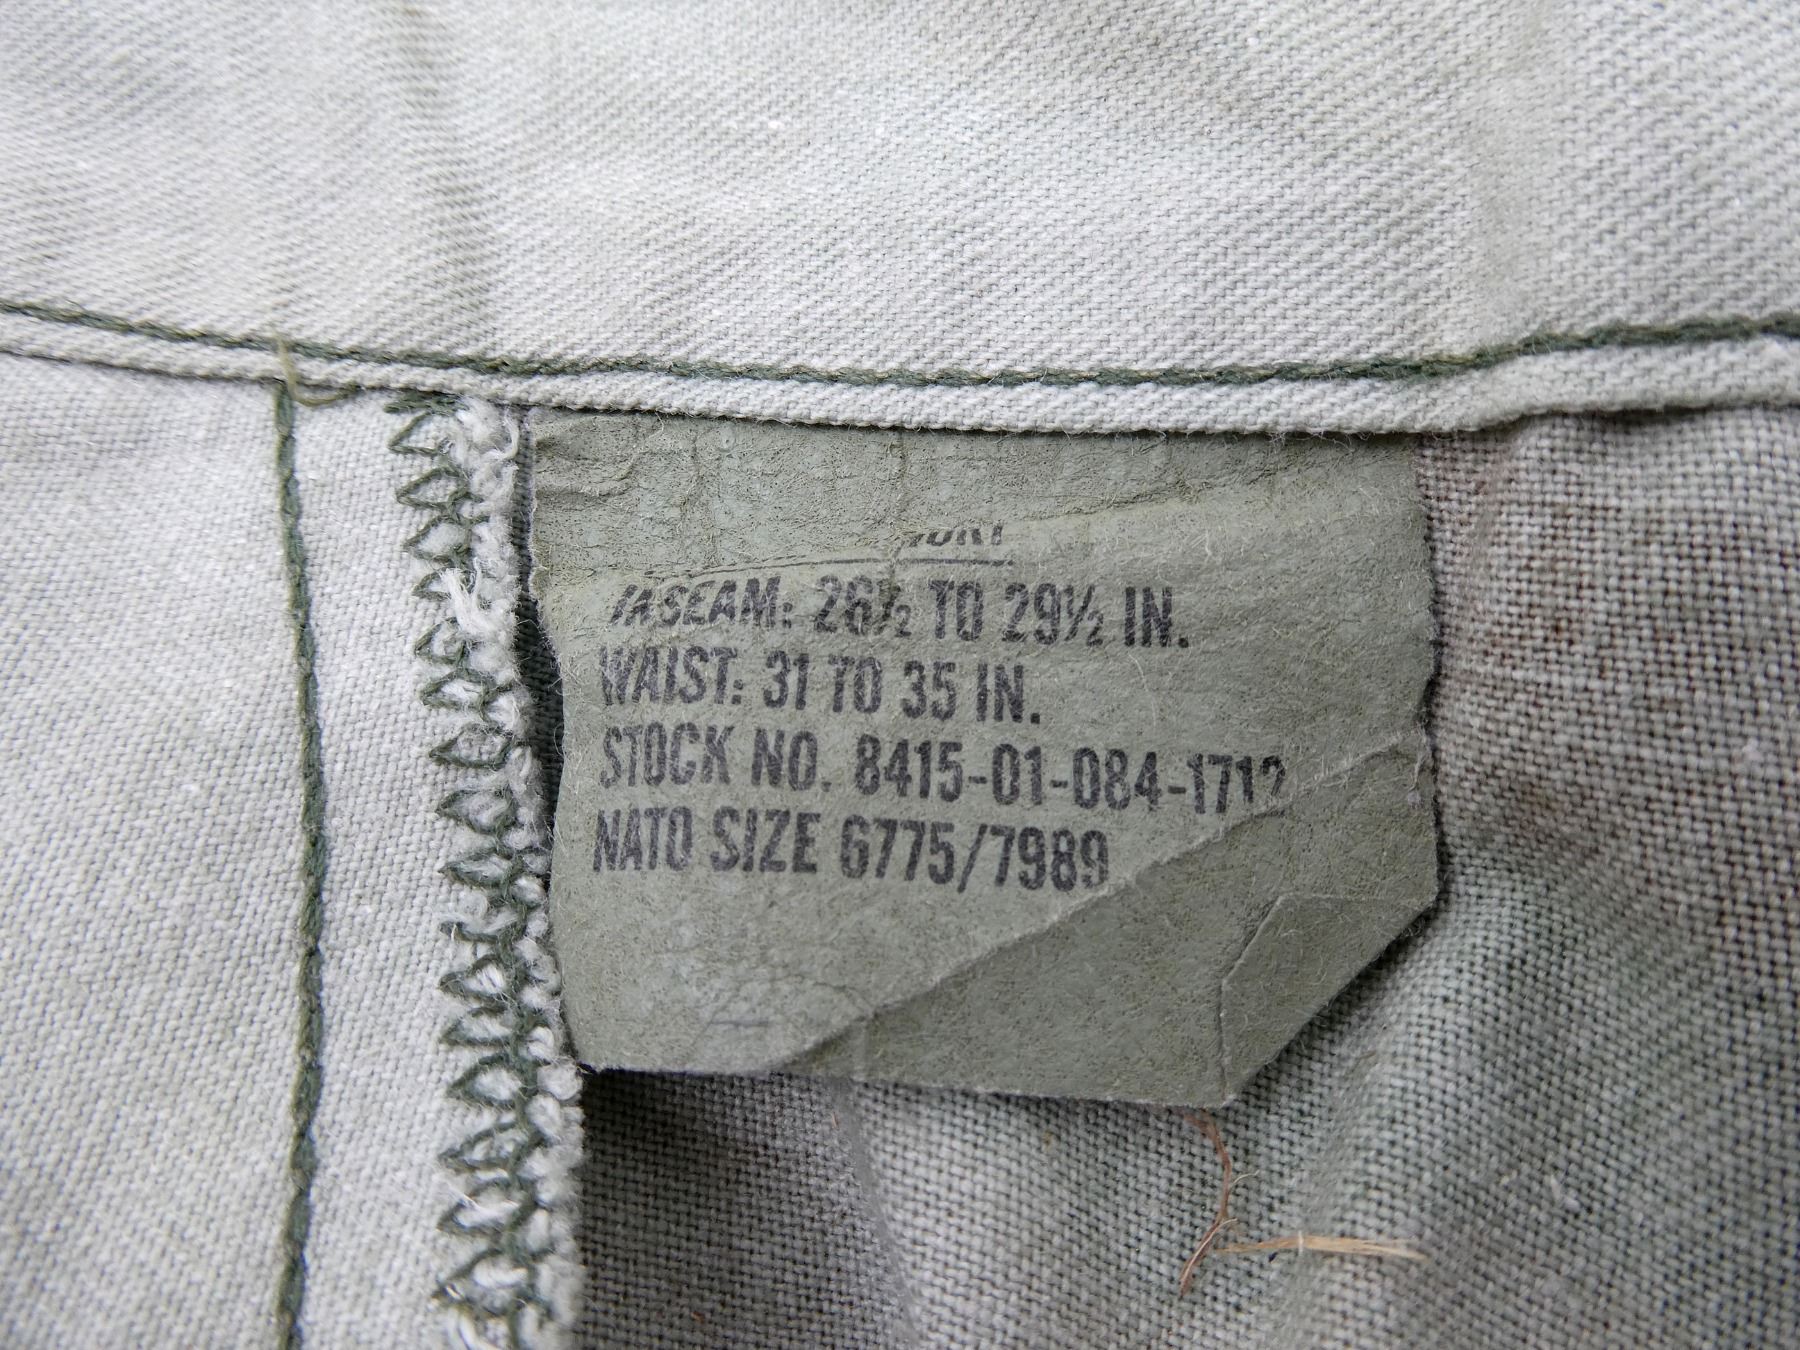 INSEAM: 26½ TO 29½ IN.
WAIST: 31 TO 35 IN.
STOCK NO. 8415-01-084-1712
NATO SIZE 6775/7989